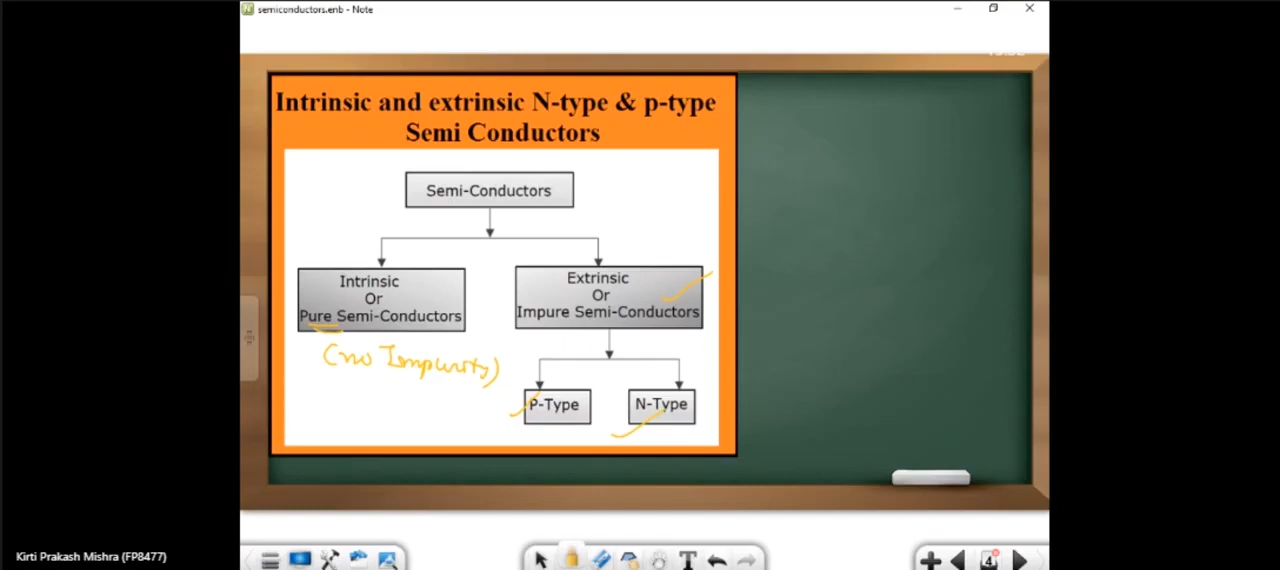 semiconductors.enb - Note
Intrinsic and extrinsic N-type & p-type
Semi Conductors
Semi-Conductors
Intrinsic
Or
Pure Semi-Conductors
Extrinsic
Or
Impure Semi-Conductors
(no Impurity)
P-Type
N-Type
Kirti Prakash Mishra (FP8477)
T
4